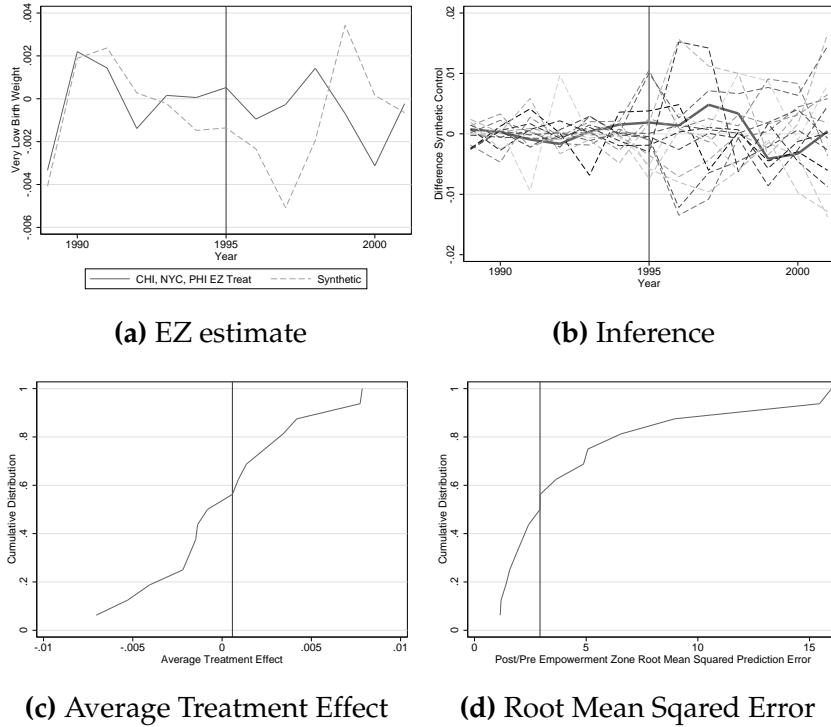 .004
.002
0
-.002
-.004
-.006
Very Low Birth Weight
1990
1995
2000
Year
CHI, NYC, PHI EZ Treat
Synthetic
(a) EZ estimate
.02
.01
0
-.01
-.02
Difference Synthetic Control
1990
1995
2000
Year
(b) Inference
1
.8
.6
.4
.2
0
Cumulative Distribution
-.01
-.005
0
.005
.01
Average Treatment Effect
(c) Average Treatment Effect
1
.8
.6
.4
.2
0
Cumulative Distribution
0
5
10
15
Post/Pre Empowerment Zone Root Mean Squared Prediction Error
(d) Root Mean Sqared Error